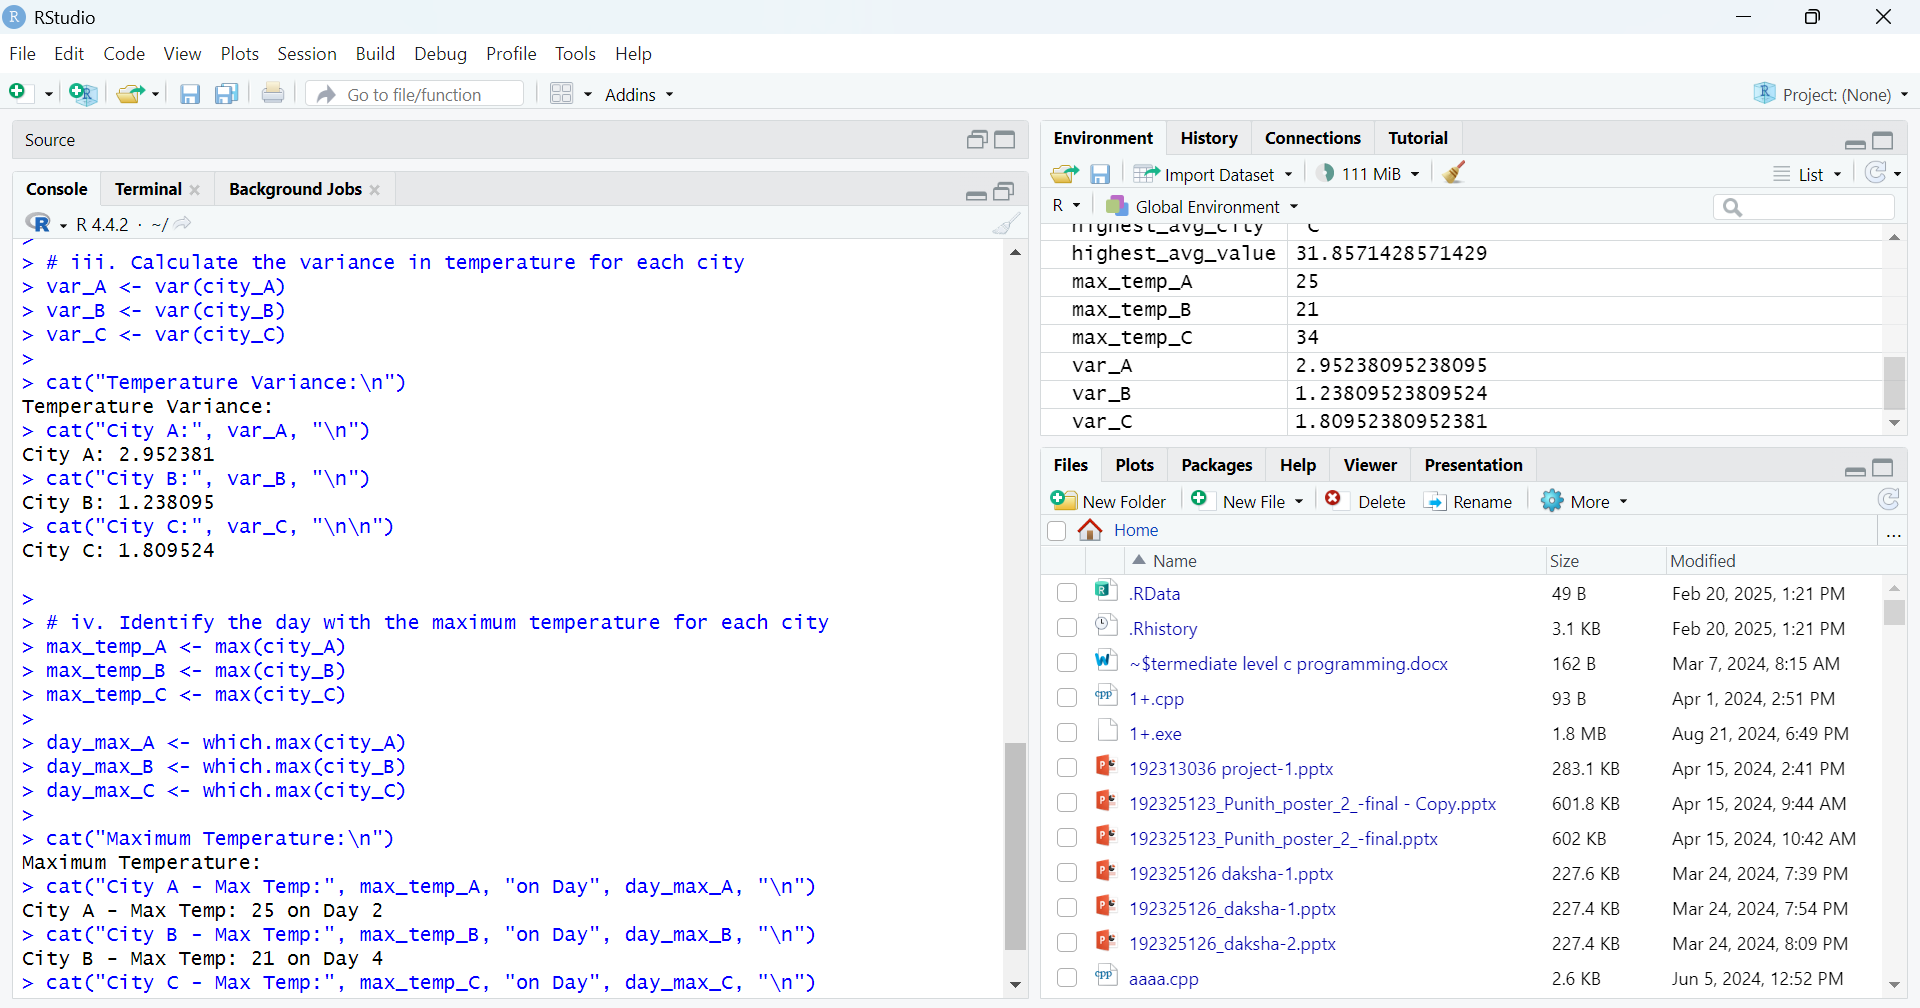 RStudio
File Edit Code View Plots Session Build Debug Profile Tools Help
Go to file/function Addins Project: (None)
Source
Console Terminal Background Jobs
R 4.4.2 · ~/
>
> # iii. Calculate the variance in temperature for each city
> var_A <- var(city_A)
> var_B <- var(city_B)
> var_C <- var(city_C)
>
> cat("Temperature Variance:\n")
Temperature Variance:
> cat("City A:", var_A, "\n")
City A: 2.952381
> cat("City B:", var_B, "\n")
City B: 1.238095
> cat("City C:", var_C, "\n\n")
City C: 1.809524
>
> # iv. Identify the day with the maximum temperature for each city
> max_temp_A <- max(city_A)
> max_temp_B <- max(city_B)
> max_temp_C <- max(city_C)
>
> day_max_A <- which.max(city_A)
> day_max_B <- which.max(city_B)
> day_max_C <- which.max(city_C)
>
> cat("Maximum Temperature:\n")
Maximum Temperature:
> cat("City A - Max Temp:", max_temp_A, "on Day", day_max_A, "\n")
City A - Max Temp: 25 on Day 2
> cat("City B - Max Temp:", max_temp_B, "on Day", day_max_B, "\n")
City B - Max Temp: 21 on Day 4
> cat("City C - Max Temp:", max_temp_C, "on Day", day_max_C, "\n")
Environment History Connections Tutorial
Import Dataset 111 MiB List
R Global Environment
highest_avg_city "C"
highest_avg_value 31.8571428571429
max_temp_A 25
max_temp_B 21
max_temp_C 34
var_A 2.95238095238095
var_B 1.23809523809524
var_C 1.80952380952381
Files Plots Packages Help Viewer Presentation
New Folder New File Delete Rename More
Home ...
Name Size Modified
.RData 49 B Feb 20, 2025, 1:21 PM
.Rhistory 3.1 KB Feb 20, 2025, 1:21 PM
~$termediate level c programming.docx 162 B Mar 7, 2024, 8:15 AM
1+.cpp 93 B Apr 1, 2024, 2:51 PM
1+.exe 1.8 MB Aug 21, 2024, 6:49 PM
192313036 project-1.pptx 283.1 KB Apr 15, 2024, 2:41 PM
192325123_Punith_poster_2_-final - Copy.pptx 601.8 KB Apr 15, 2024, 9:44 AM
192325123_Punith_poster_2_-final.pptx 602 KB Apr 15, 2024, 10:42 AM
192325126 daksha-1.pptx 227.6 KB Mar 24, 2024, 7:39 PM
192325126_daksha-1.pptx 227.4 KB Mar 24, 2024, 7:54 PM
192325126_daksha-2.pptx 227.4 KB Mar 24, 2024, 8:09 PM
aaaa.cpp 2.6 KB Jun 5, 2024, 12:52 PM